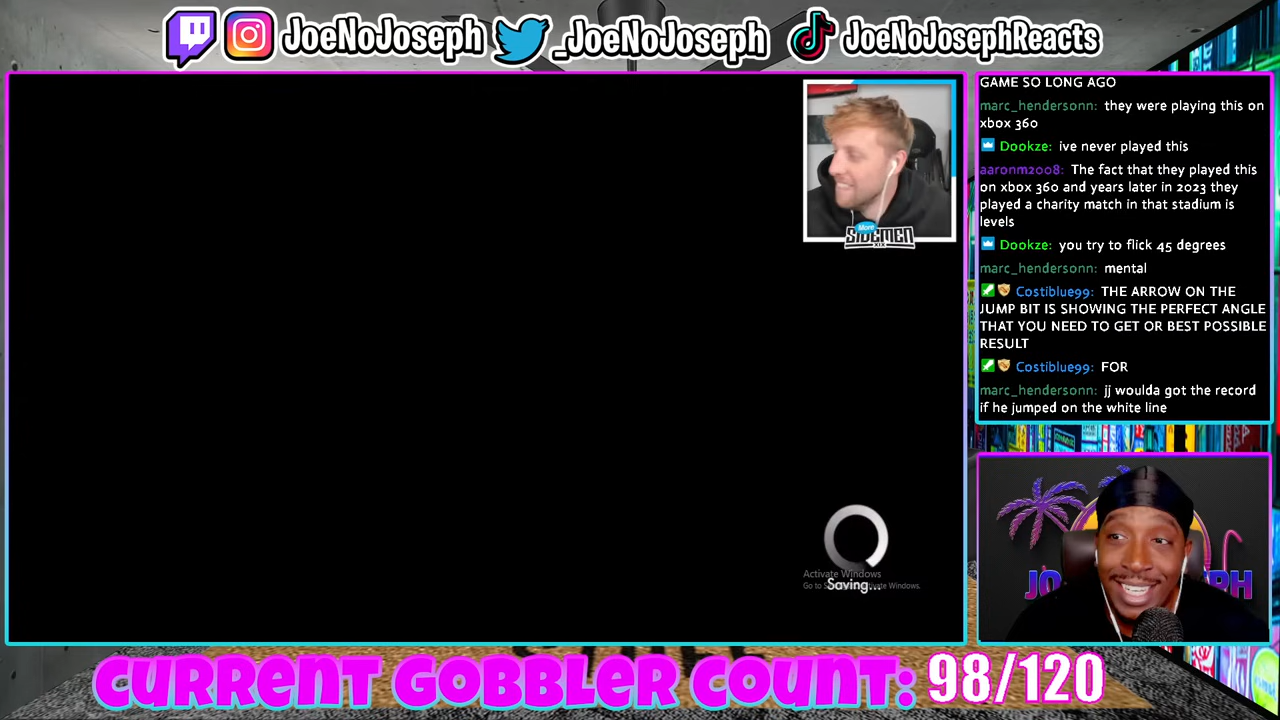 JoeNoJoseph
_JoeNoJoseph
JoeNoJosephReacts
GAME SO LONG AGO
marc_hendersonn: they were playing this on
xbox 360
Dookze: ive never played this
aaronm2008: The fact that they played this
on xbox 360 and years later in 2023 they
played a charity match in that stadium is
levels
Dookze: you try to flick 45 degrees
marc_hendersonn: mental
Costiblue99: THE ARROW ON THE
JUMP BIT IS SHOWING THE PERFECT ANGLE
THAT YOU NEED TO GET OR BEST POSSIBLE
RESULT
Costiblue99: FOR
marc_hendersonn: jj woulda got the record
if he jumped on the white line
More
SIDEMEN
XIX
Activate Windows
Saving...
CURRENT GOBBLER COUNT: 98/120